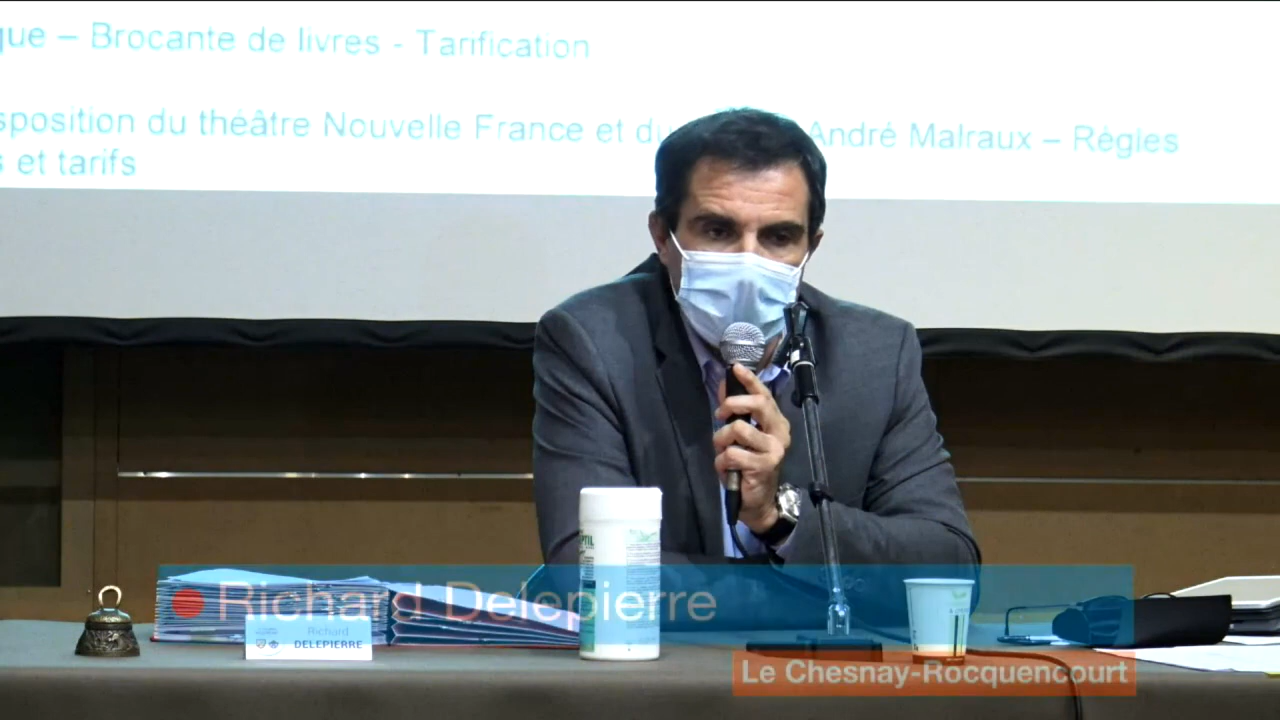 ue – Brocante de livres - Tarification
sposition du théâtre Nouvelle France et du André Malraux – Règles
et tarifs
Richard Delepierre
Richard
DELEPIERRE
Le Chesnay-Rocquencourt